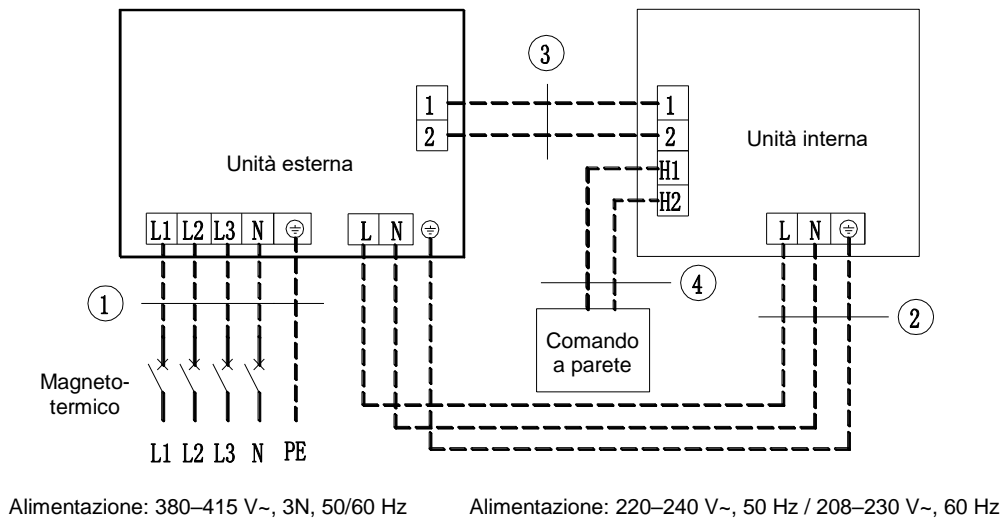 3
1
2
1
2
H1
H2
Unità esterna
Unità interna
L1 L2 L3 N
L N
L N
1
4
2
Comando
a parete
Magneto-
termico
L1 L2 L3 N PE
Alimentazione: 380–415 V~, 3N, 50/60 Hz
Alimentazione: 220–240 V~, 50 Hz / 208–230 V~, 60 Hz